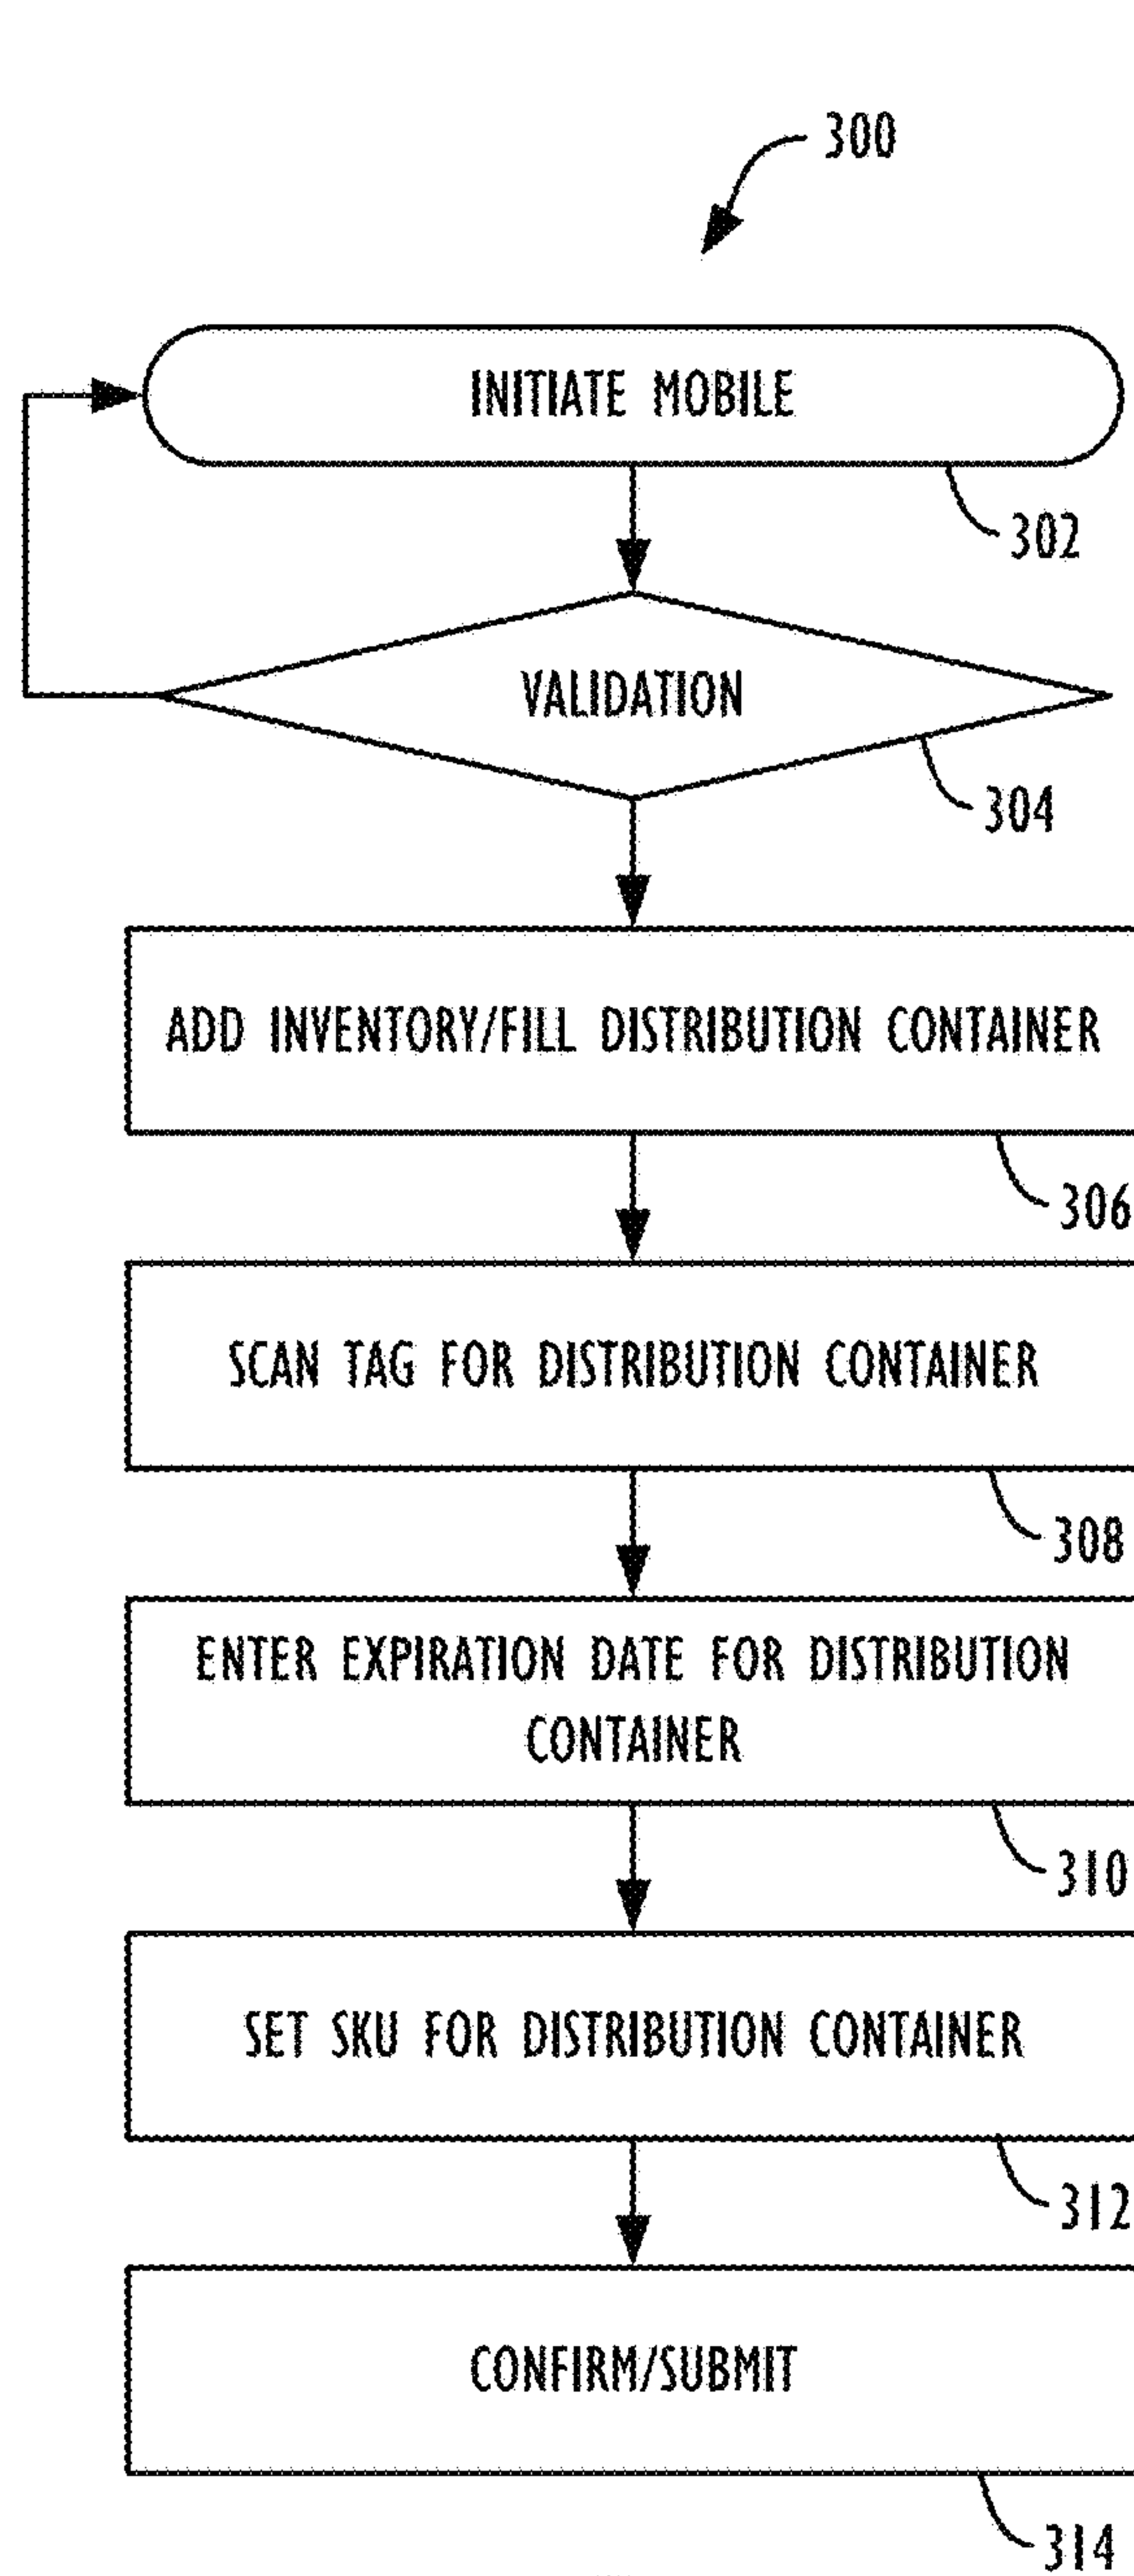 300
INITIATE MOBILE
302
VALIDATION
304
ADD INVENTORY/FILL DISTRIBUTION CONTAINER
306
SCAN TAG FOR DISTRIBUTION CONTAINER
308
ENTER EXPIRATION DATE FOR DISTRIBUTION
CONTAINER
310
SET SKU FOR DISTRIBUTION CONTAINER
312
CONFIRM/SUBMIT
314